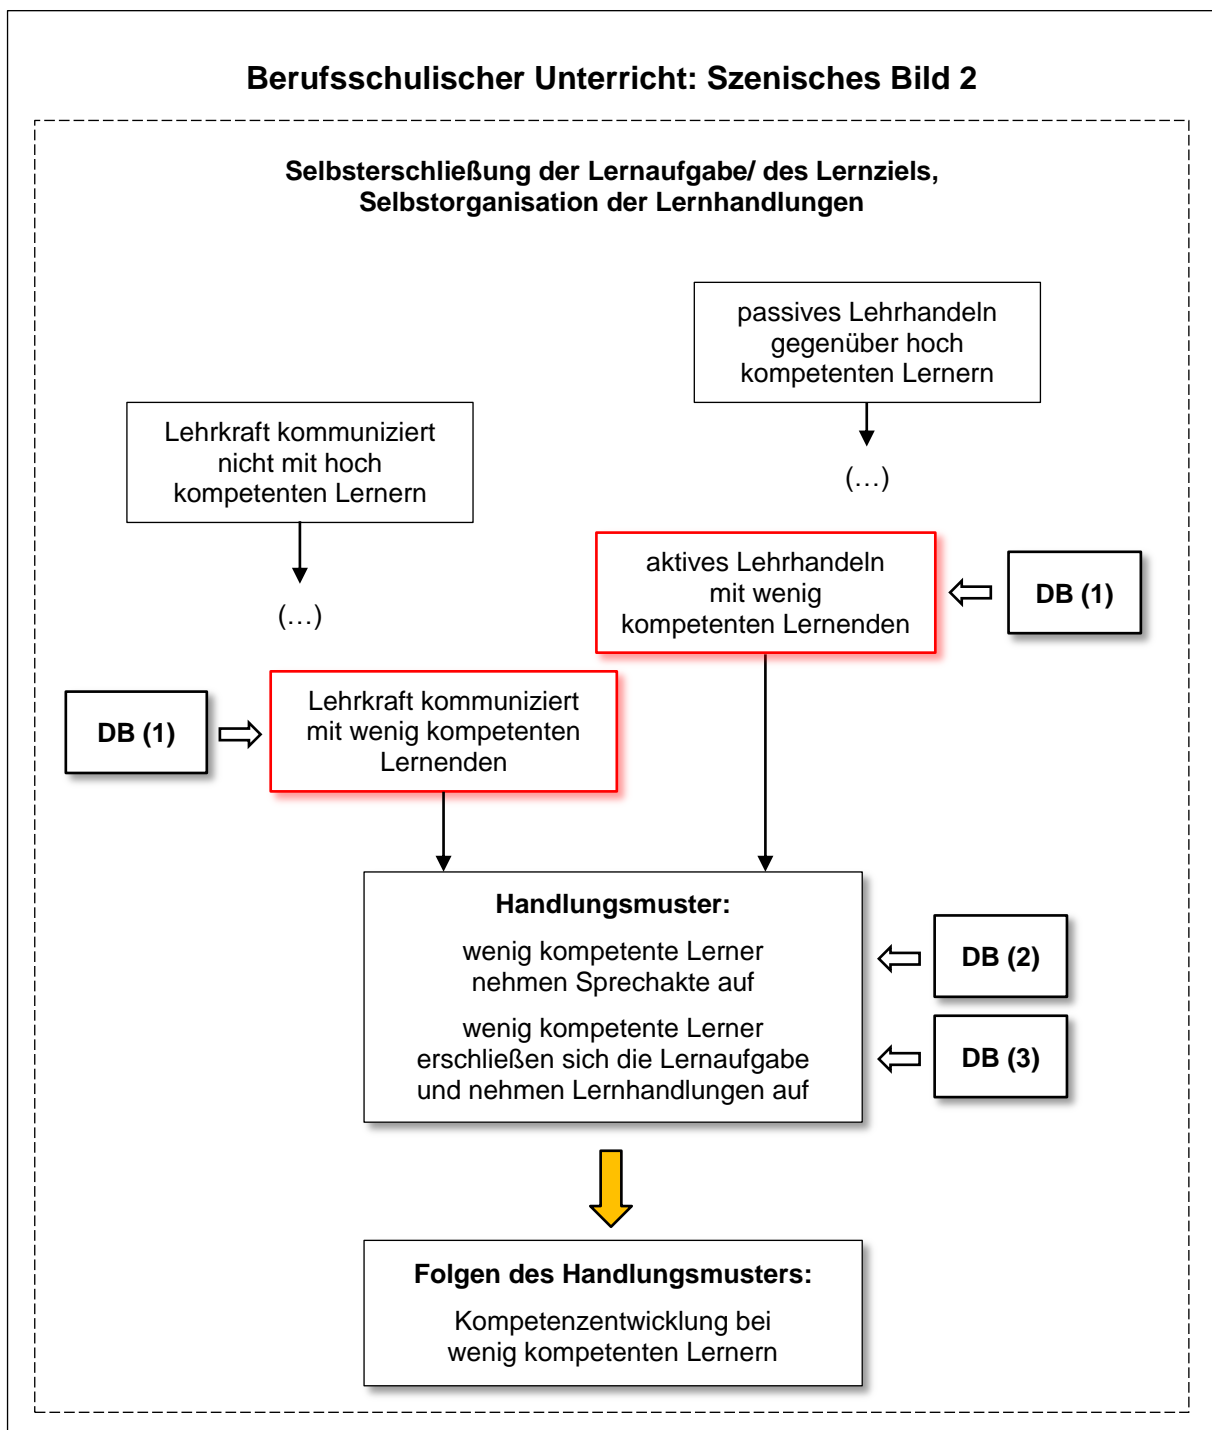 Berufsschulischer Unterricht: Szenisches Bild 2
Selbsterschließung der Lernaufgabe/ des Lernziels,
Selbstorganisation der Lernhandlungen
passives Lehrhandeln
gegenüber hoch
kompetenten Lernern
(…)
Lehrkraft kommuniziert
nicht mit hoch
kompetenten Lernern
(…)
aktives Lehrhandeln
mit wenig
kompetenten Lernenden
DB (1)
DB (1)
Lehrkraft kommuniziert
mit wenig kompetenten
Lernenden
Handlungsmuster:
wenig kompetente Lerner
nehmen Sprechakte auf
wenig kompetente Lerner
erschließen sich die Lernaufgabe
und nehmen Lernhandlungen auf
DB (2)
DB (3)
Folgen des Handlungsmusters:
Kompetenzentwicklung bei
wenig kompetenten Lernern